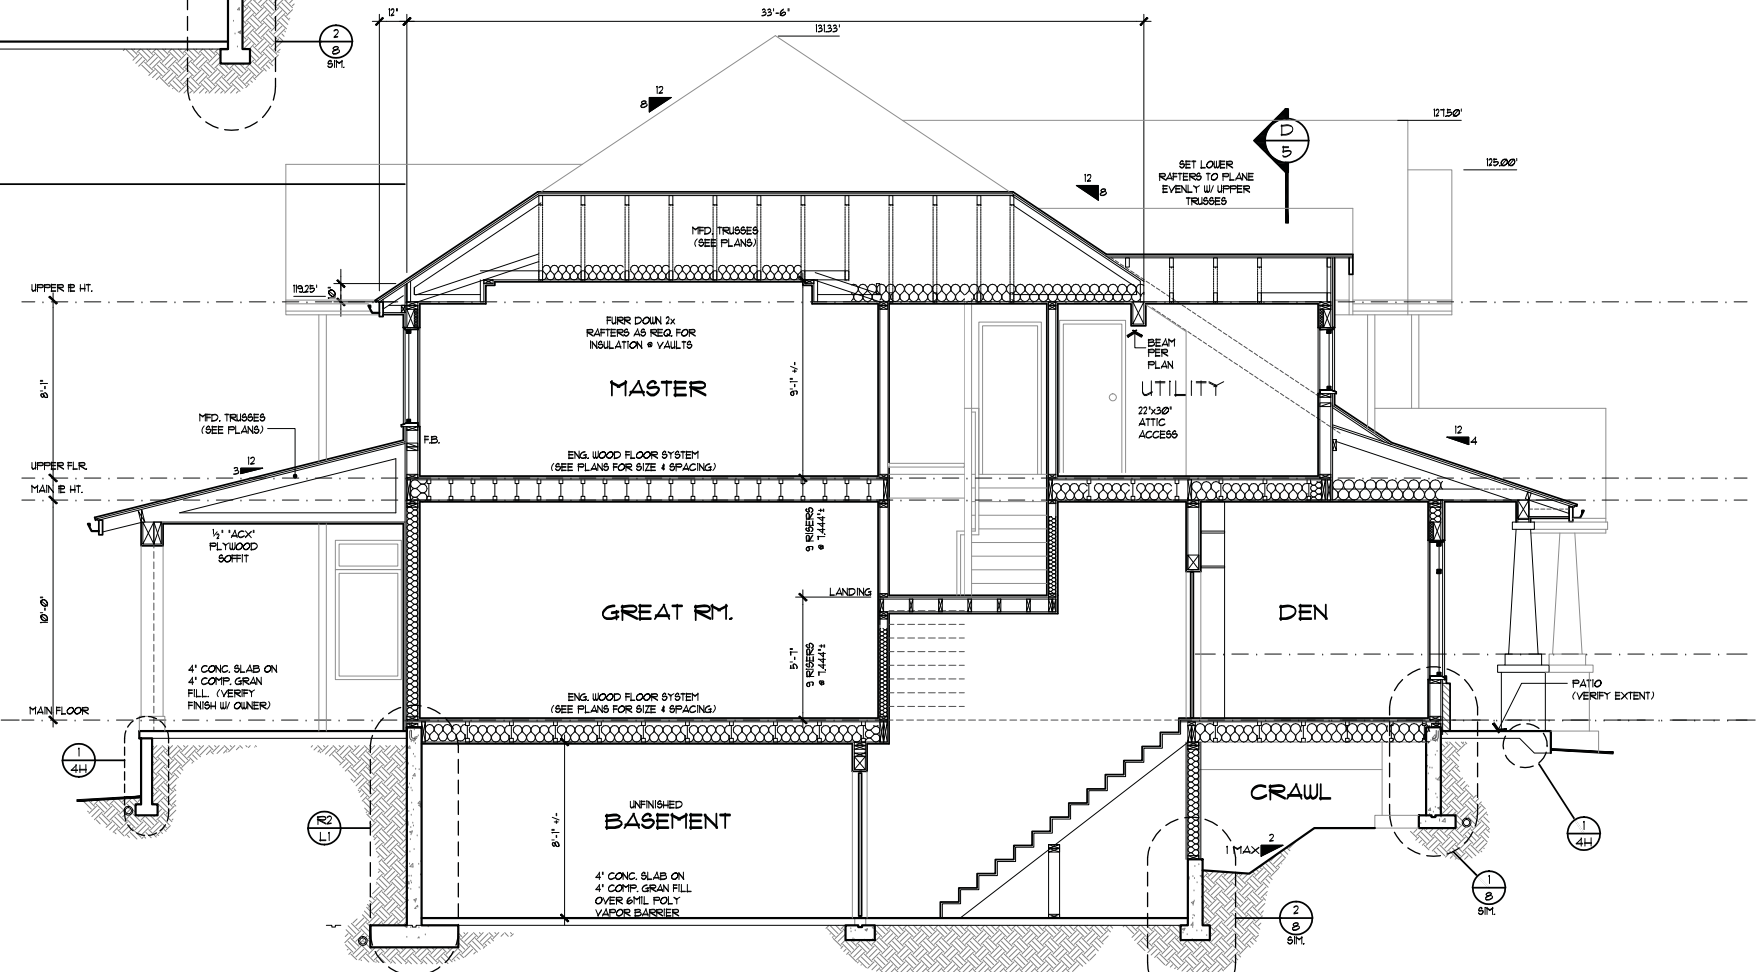 12"
33'-6"
131.33'
2
8
SIM.
12
8
127.50'
D
5
125.00'
SET LOWER
RAFTERS TO PLANE
EVENLY W/ UPPER
TRUSSES
12
8
MFD. TRUSSES
(SEE PLANS)
UPPER PL HT.
119.25'
FURR DOWN 2x
RAFTERS AS REQ. FOR
INSULATION @ VAULTS
BEAM
PER
PLAN
8'-1"
9'-1" +/-
MASTER
UTILITY
22"x30"
ATTIC
ACCESS
MFD. TRUSSES
(SEE PLANS)
F.B.
12
4
12
3
ENG. WOOD FLOOR SYSTEM
(SEE PLANS FOR SIZE & SPACING)
UPPER FLR.
MAIN PL HT.
1/2" "ACX"
PLYWOOD
SOFFIT
9 RISERS
@ 7.444"±
LANDING
10'-0"
GREAT RM.
DEN
5'-7"
9 RISERS
@ 7.444"±
4" CONC. SLAB ON
4" COMP. GRAN
FILL. (VERIFY
FINISH W/ OWNER)
ENG. WOOD FLOOR SYSTEM
(SEE PLANS FOR SIZE & SPACING)
PATIO
(VERIFY EXTENT)
MAIN FLOOR
1
4H
CRAWL
UNFINISHED
BASEMENT
8'-1" +/-
R2
L1
1 MAX
2
1
4H
4" CONC. SLAB ON
4" COMP. GRAN FILL
OVER 6MIL POLY
VAPOR BARRIER
1
8
SIM.
2
8
SIM.